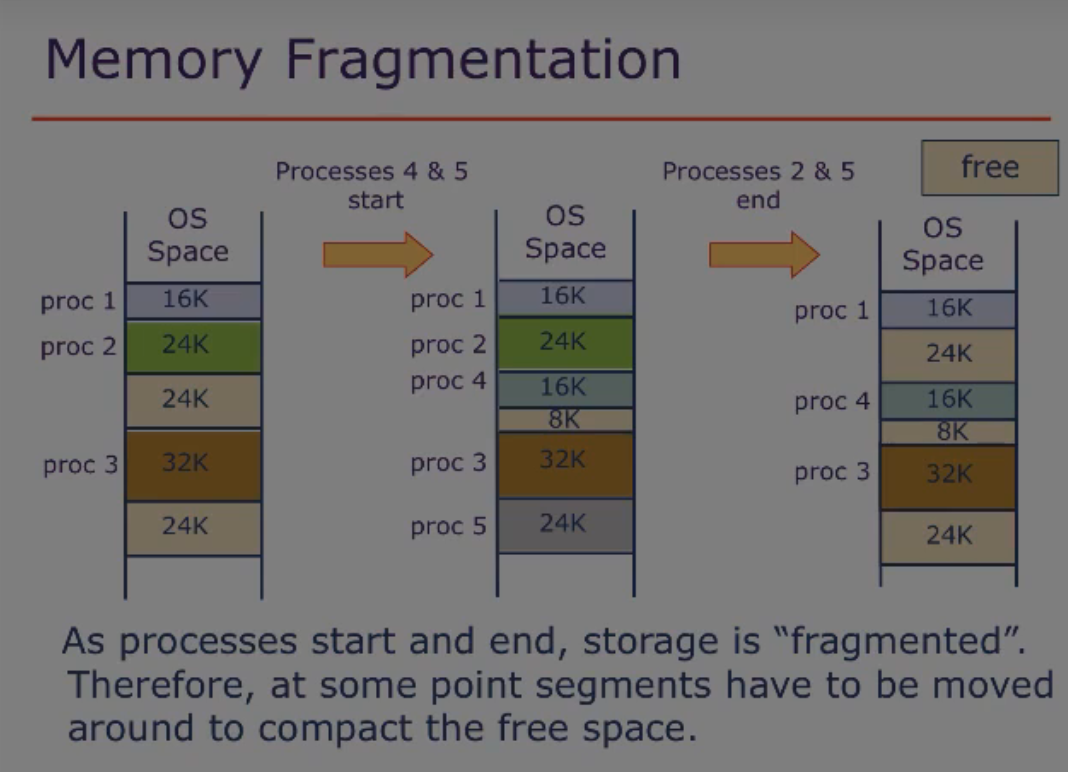 Memory Fragmentation
free
Processes 4 & 5
start
Processes 2 & 5
end
OS
Space
proc 1 16K
proc 2 24K
24K
proc 3 32K
24K
OS
Space
proc 1 16K
proc 2 24K
proc 4 16K
8K
proc 3 32K
proc 5 24K
OS
Space
proc 1 16K
24K
proc 4 16K
8K
proc 3 32K
24K
As processes start and end, storage is “fragmented”.
Therefore, at some point segments have to be moved
around to compact the free space.